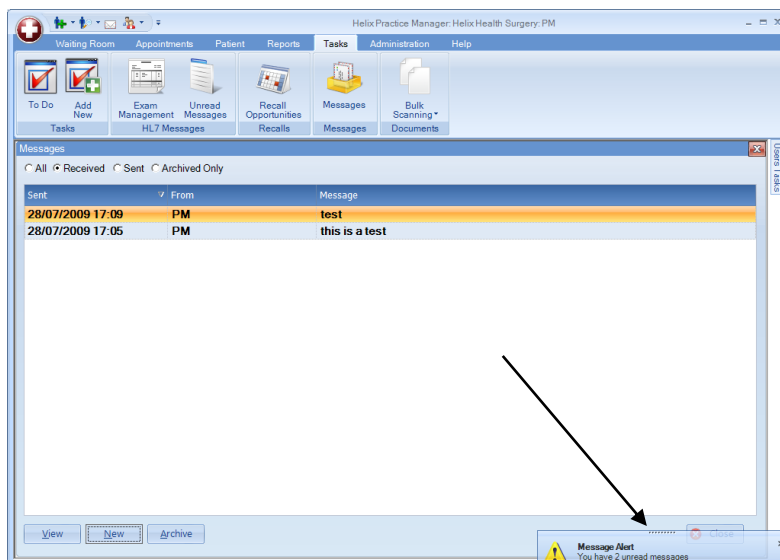 Helix Practice Manager: Helix Health Surgery: PM
Waiting Room Appointments Patient Reports Tasks Administration Help
To Do Add New Exam Management Unread Messages Recall Opportunities Messages Bulk Scanning
Tasks HL7 Messages Recalls Messages Documents
Messages
Users Tasks
All Received Sent Archived Only
Sent From Message
28/07/2009 17:09 PM test
28/07/2009 17:05 PM this is a test
View New Archive Close
Message Alert
You have 2 unread messages